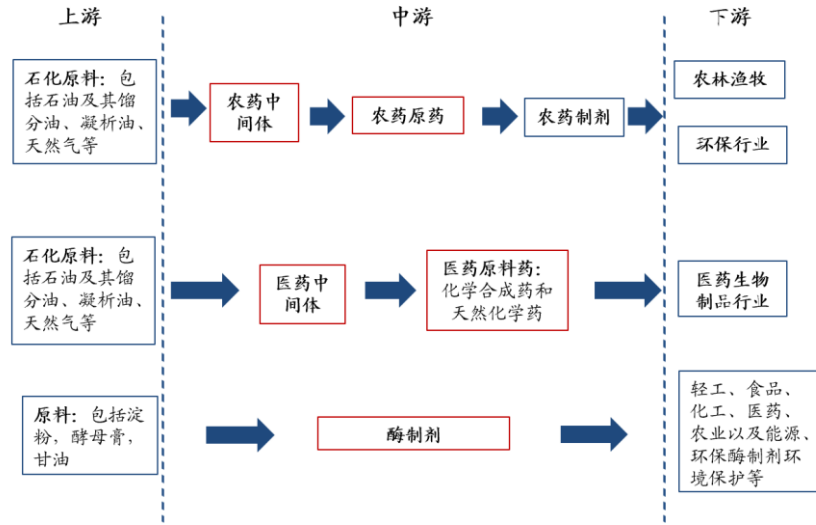 上游
中游
下游
石化原料：包
括石油及其馏
分油、凝析油、
天然气等
农药中
间体
农药原药
农药制剂
农林渔牧
环保行业
石化原料：包
括石油及其馏
分油、凝析油、
天然气等
医药中
间体
医药原料药：
化学合成药和
天然化学药
医药生物
制品行业
原料：包括淀
粉，酵母膏，
甘油
酶制剂
轻工、食品、
化工、医药、
农业以及能源、
环保酶制剂环
境保护等